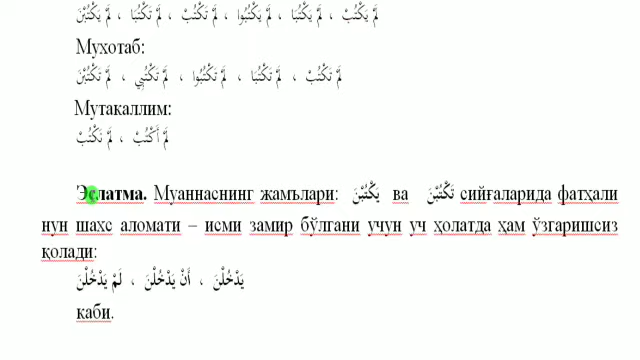 لَمْ يَكْتُبْ ، لَمْ يَكْتُبَا ، لَمْ يَكْتُبُوا ، لَمْ تَكْتُبْ ، لَمْ تَكْتُبَا ، لَمْ يَكْتُبْنَ
Мухотаб:
لَمْ تَكْتُبْ ، لَمْ تَكْتُبَا ، لَمْ تَكْتُبُوا ، لَمْ تَكْتُبِي ، لَمْ تَكْتُبْنَ
Мутакаллим:
لَمْ أَكْتُبْ ، لَمْ نَكْتُبْ
Эслатма. Муаннаснинг жамълари: يَكْتُبْنَ ва تَكْتُبْنَ сийғаларида фатҳали
нун шахс аломати – исми замир бўлгани учун уч ҳолатда ҳам ўзгаришсиз
қолади:
يَدْخُلْنَ ، أَنْ يَدْخُلْنَ ، لَمْ يَدْخُلْنَ
каби.